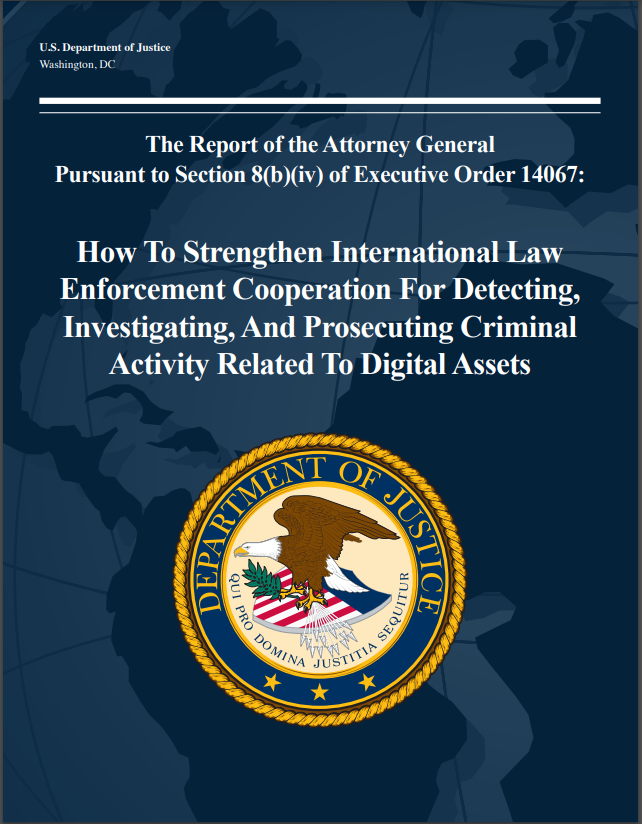 U.S. Department of Justice
Washington, DC
The Report of the Attorney General
Pursuant to Section 8(b)(iv) of Executive Order 14067:
How To Strengthen International Law
Enforcement Cooperation For Detecting,
Investigating, And Prosecuting Criminal
Activity Related To Digital Assets
DEPARTMENT OF JUSTICE
QUI PRO DOMINA JUSTITIA SEQUITUR